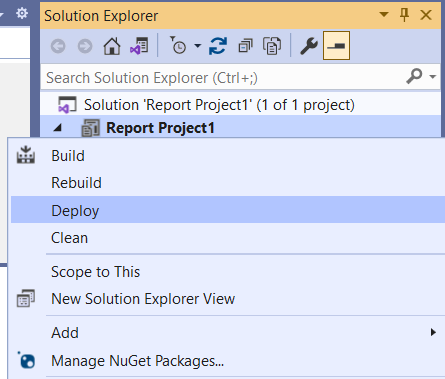 Solution Explorer
Search Solution Explorer (Ctrl+;)
Solution 'Report Project1' (1 of 1 project)
Report Project1
Build
Rebuild
Deploy
Clean
Scope to This
New Solution Explorer View
Add
Manage NuGet Packages...